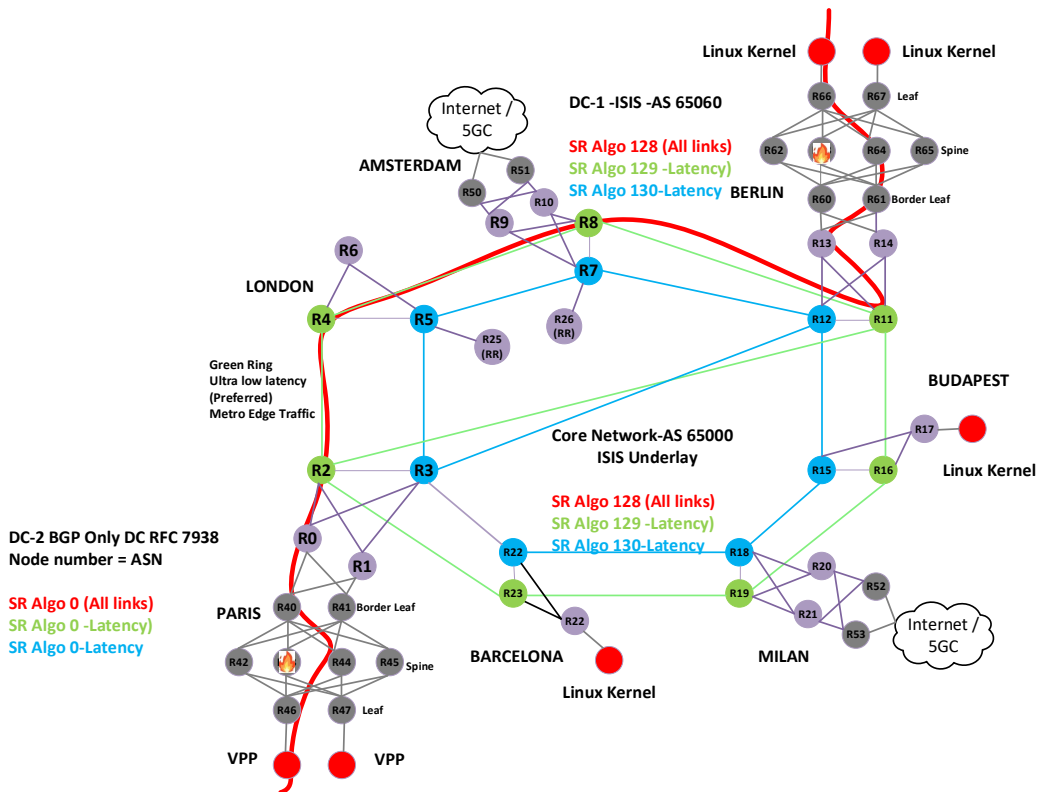 Linux Kernel
Linux Kernel
R66
R67
Leaf
Internet /
5GC
DC-1 -ISIS -AS 65060
SR Algo 128 (All links)
SR Algo 129 -Latency)
SR Algo 130-Latency
R62
R64
R65
Spine
AMSTERDAM
R51
R50
R10
BERLIN
R60
R61
Border Leaf
R9
R8
R13
R14
R6
R7
LONDON
R4
R5
R26
(RR)
R12
R11
R25
(RR)
Green Ring
Ultra low latency
(Preferred)
Metro Edge Traffic
BUDAPEST
R17
Linux Kernel
Core Network-AS 65000
ISIS Underlay
R2
R3
R15
R16
SR Algo 128 (All links)
SR Algo 129 -Latency)
SR Algo 130-Latency
DC-2 BGP Only DC RFC 7938
Node number = ASN
R0
R1
R22
R18
SR Algo 0 (All links)
SR Algo 0 -Latency)
SR Algo 0-Latency
PARIS
R40
R41
Border Leaf
R23
R19
R20
R52
R22
R21
R53
Internet /
5GC
R42
R44
R45
Spine
BARCELONA
MILAN
Linux Kernel
R46
R47
Leaf
VPP
VPP